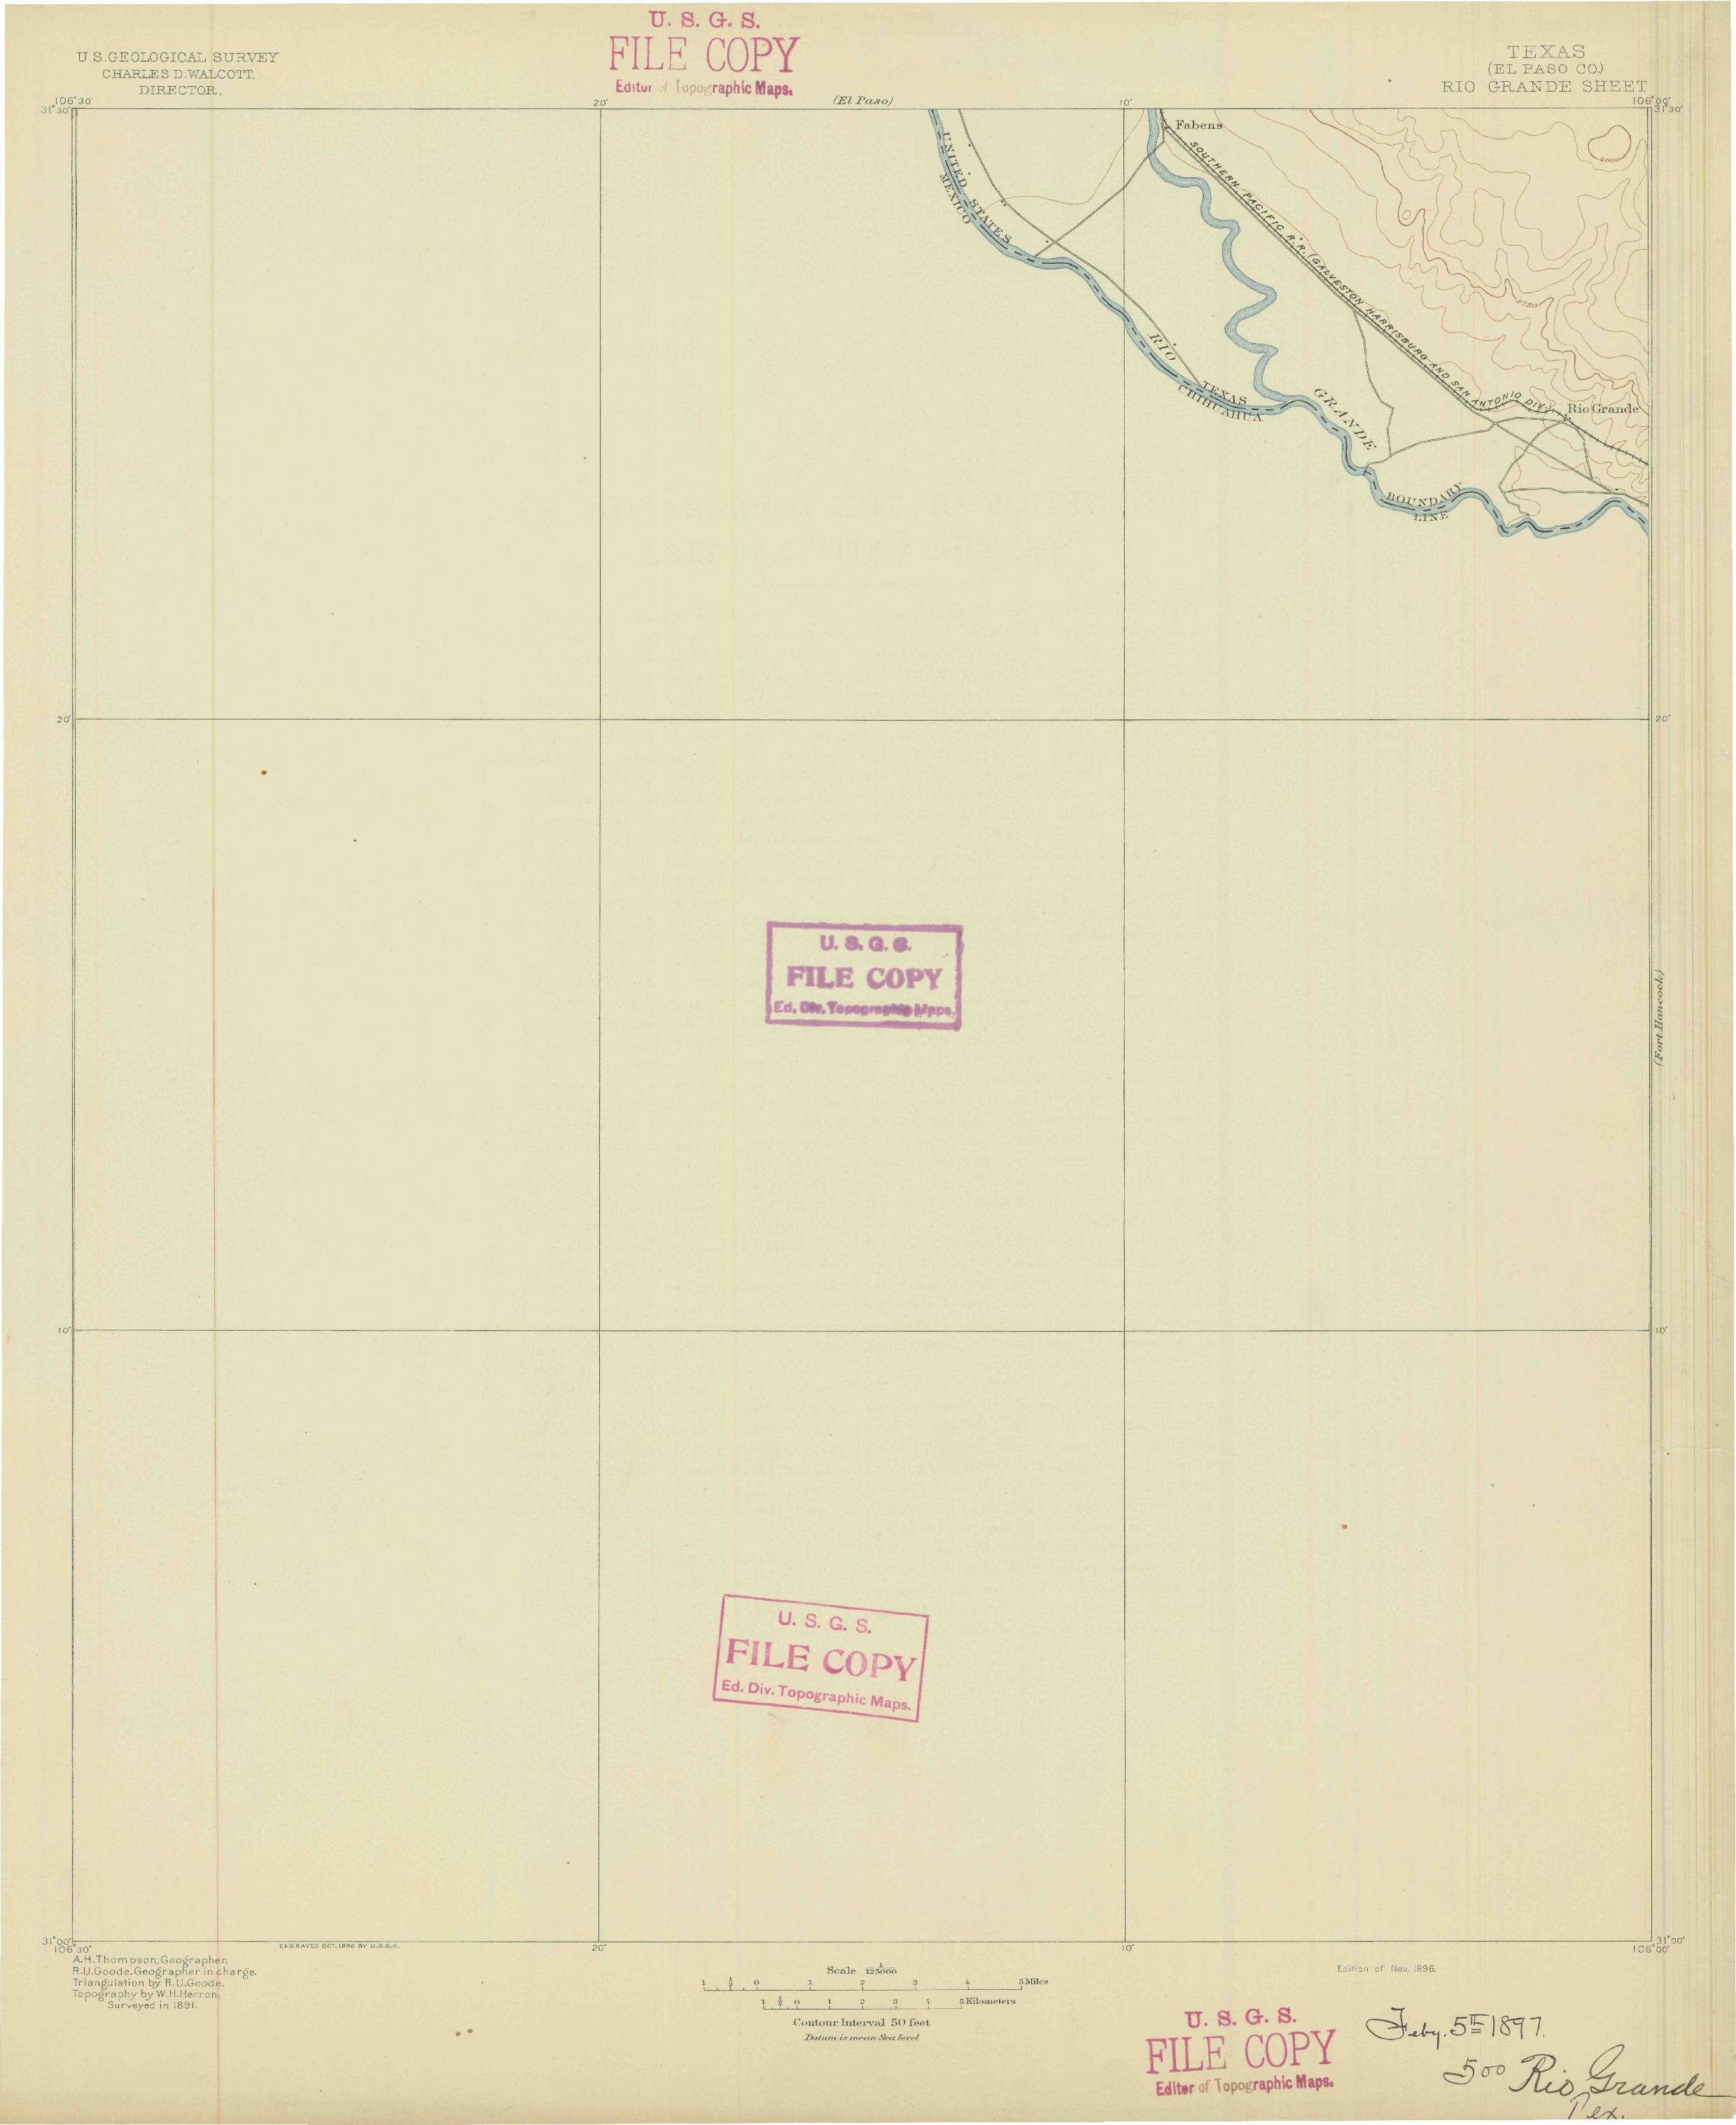 U. S. G. S.
FILE COPY
Editor of Topographic Maps.
U.S. GEOLOGICAL SURVEY
CHARLES D. WALCOTT,
DIRECTOR.
TEXAS
(EL PASO CO.)
RIO GRANDE SHEET
106°30'
31°30'
20'
(El Paso)
10'
106°00'
31°30'
Fabens
UNITED STATES
MEXICO
SOUTHERN PACIFIC R.R. (GALVESTON HARRISBURG AND SAN ANTONIO DIV.)
4000
3750
RIO GRANDE
TEXAS
CHIHUAHUA
Rio Grande
BOUNDARY
LINE
20'
20'
U. S. G. S.
FILE COPY
Ed. Div. Topographic Maps.
(Fort Hancock)
10'
10'
U. S. G. S.
FILE COPY
Ed. Div. Topographic Maps.
31°00'
106°30'
ENGRAVED OCT. 1896 BY U.S.G.S.
20'
10'
31°00'
106°00'
A.H. Thompson, Geographer.
R.U. Goode, Geographer in charge.
Triangulation by R.U. Goode.
Topography by W.H. Herron.
Surveyed in 1891.
Scale 1/125000
1 ½ 0 1 2 3 4 5 Miles
1 ½ 0 1 2 3 4 5 Kilometers
Contour Interval 50 feet
Datum is mean Sea level
Edition of Nov. 1896.
U. S. G. S.
FILE COPY
Editor of Topographic Maps.
Feby. 5th 1897.
500 Rio Grande
Tex.